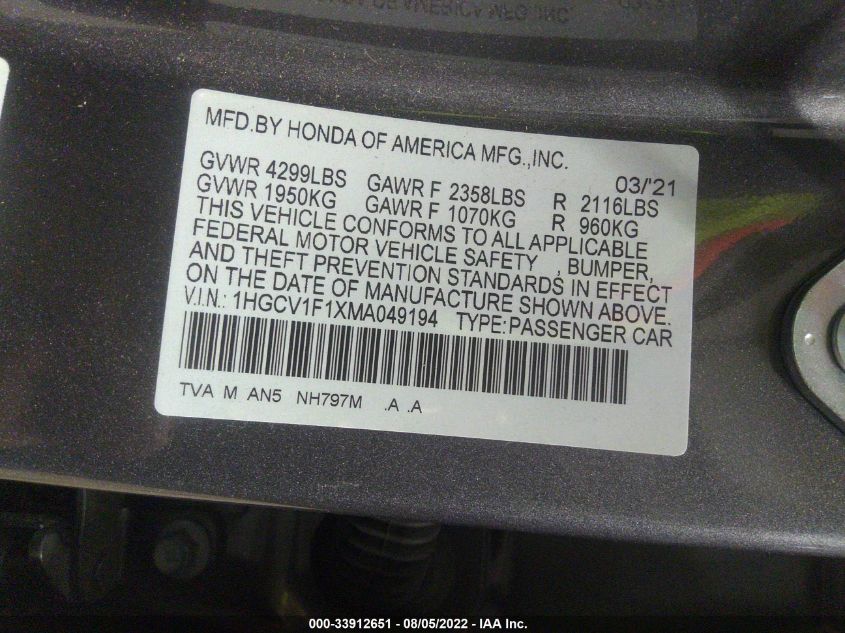 MFD.BY HONDA OF AMERICA MFG.,INC.
03/'21
GVWR 4299LBS GAWR F 2358LBS R 2116LBS
GVWR 1950KG GAWR F 1070KG R 960KG
THIS VEHICLE CONFORMS TO ALL APPLICABLE
FEDERAL MOTOR VEHICLE SAFETY , BUMPER,
AND THEFT PREVENTION STANDARDS IN EFFECT
ON THE DATE OF MANUFACTURE SHOWN ABOVE.
V.I.N.: 1HGCV1F1XMA049194 TYPE:PASSENGER CAR
TVA M AN5 NH797M .A .A
000-33912651 - 08/05/2022 - IAA Inc.